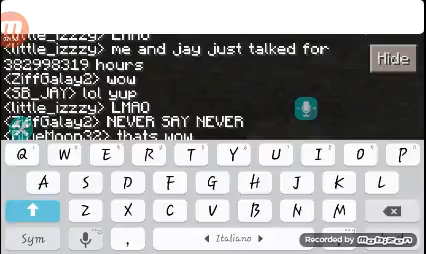 <little_izzzy> LMAO
<little_izzzy> me and jay just talked for
382998319 hours
<ZiffGalay2> wow
<SB_JAY> lol yup
<little_izzzy> LMAO
<ZiffGalay2> NEVER SAY NEVER
thats wow
Hide
Q W E R T Y U I O P
A S D F G H J K L
Z X C V B N M
Sym , Italiano
Recorded by Mobizen